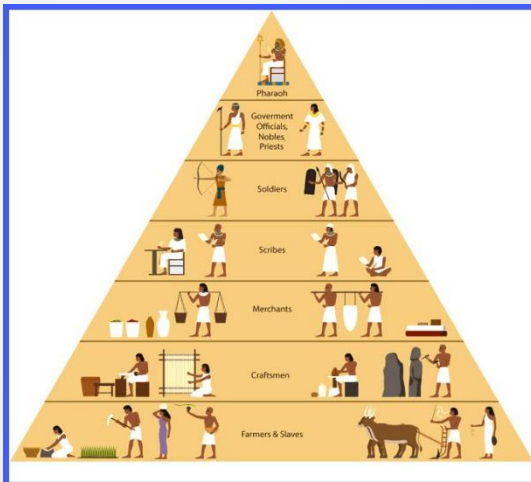 Pharaoh
Goverment
Officials,
Nobles,
Priests
Soldiers
Scribes
Merchants
Craftsmen
Farmers & Slaves